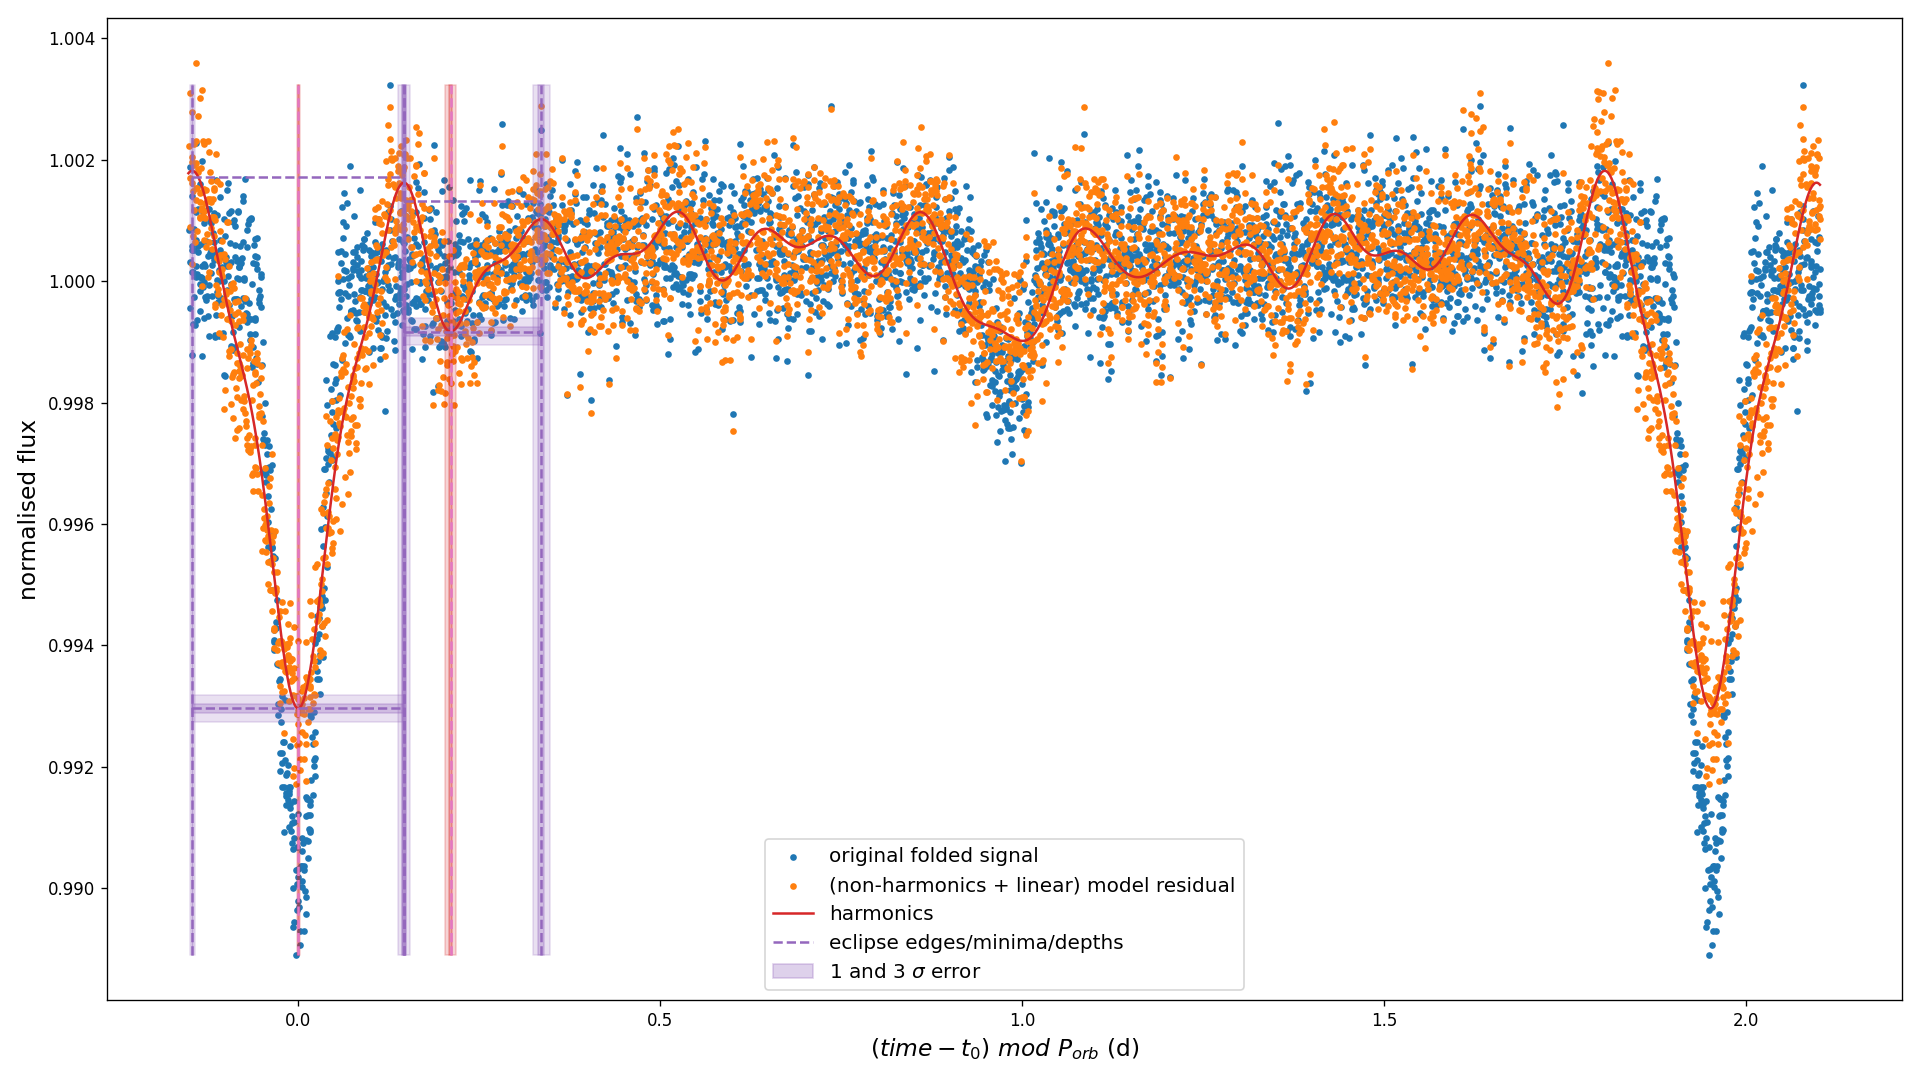 normalised flux
1.004
1.002
1.000
0.998
0.996
0.994
0.992
0.990
original folded signal
(non-harmonics + linear) model residual
harmonics
eclipse edges/minima/depths
1 and 3 σ error
0.0 0.5 1.0 1.5 2.0
(time − t₀) mod P_orb (d)